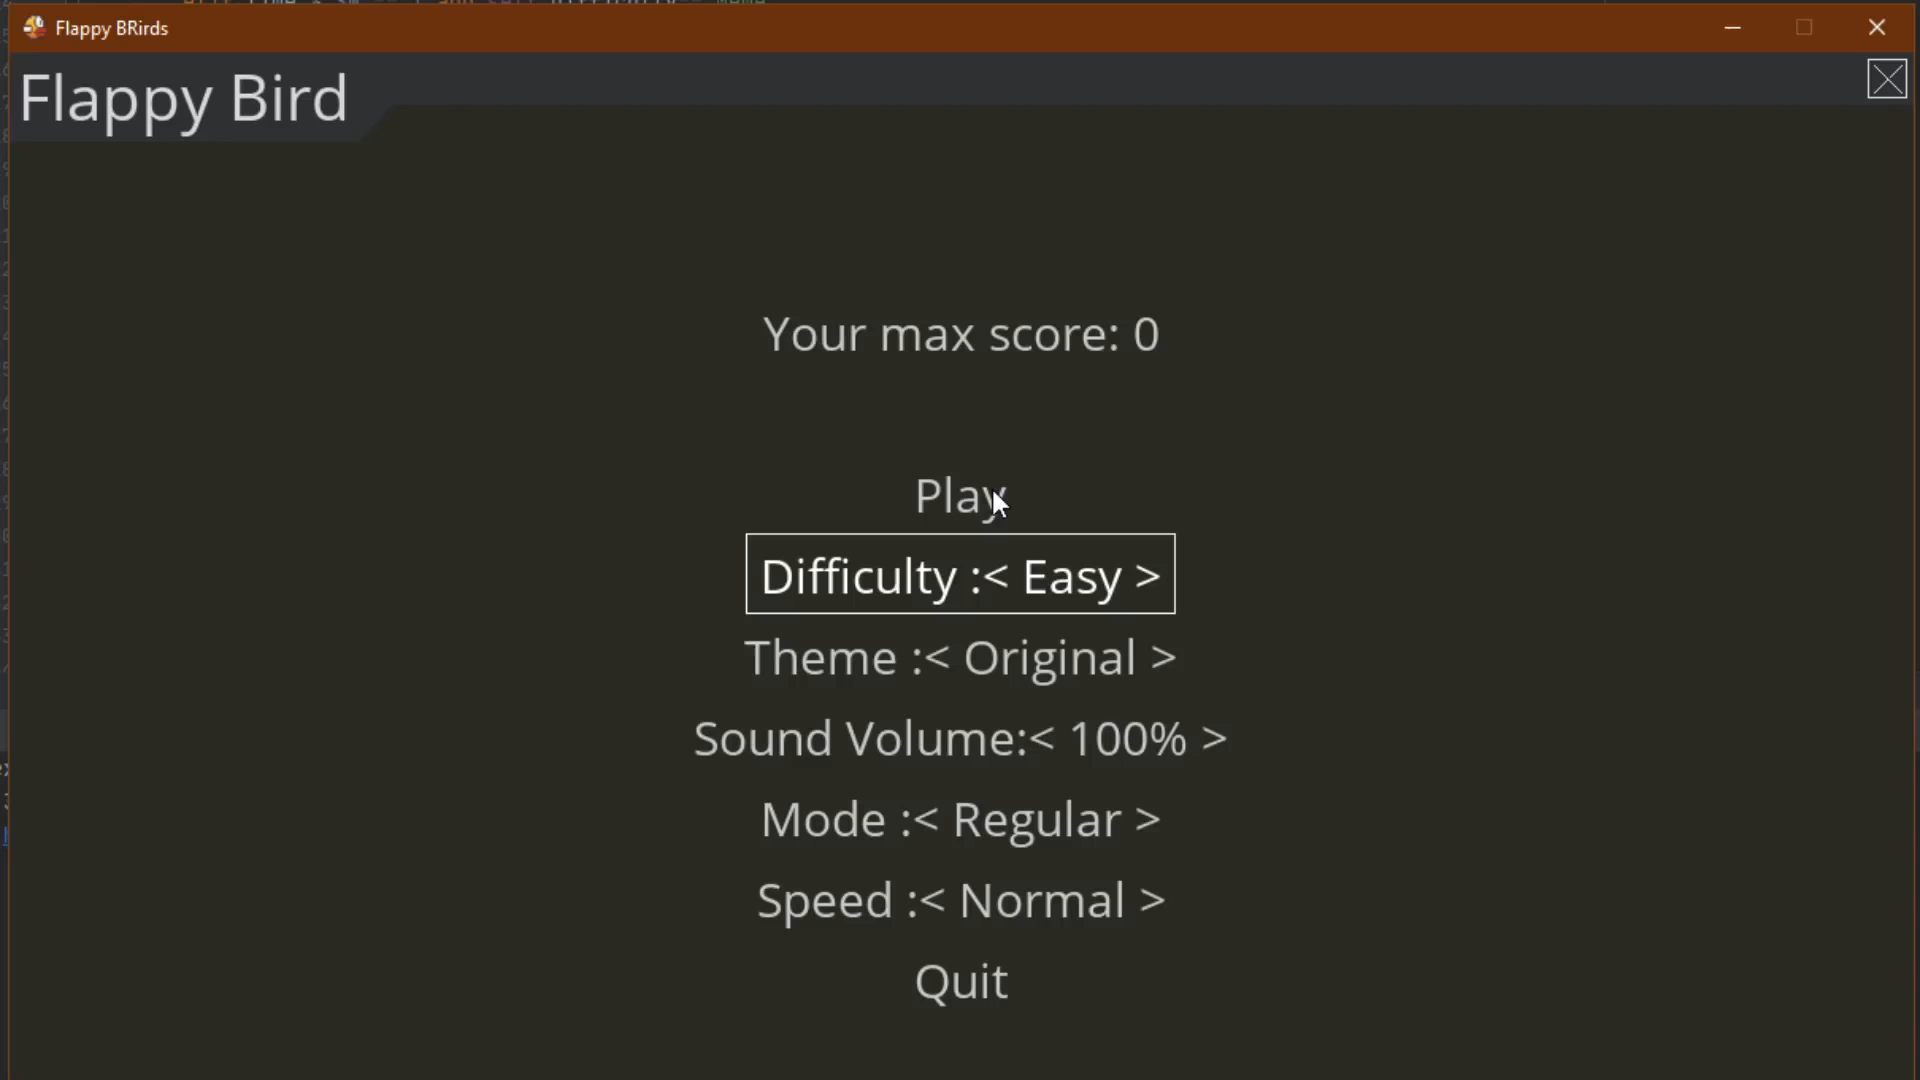 Flappy BRirds
Flappy Bird
Your max score: 0
Play
Difficulty :< Easy >
Theme :< Original >
Sound Volume:< 100% >
Mode :< Regular >
Speed :< Normal >
Quit